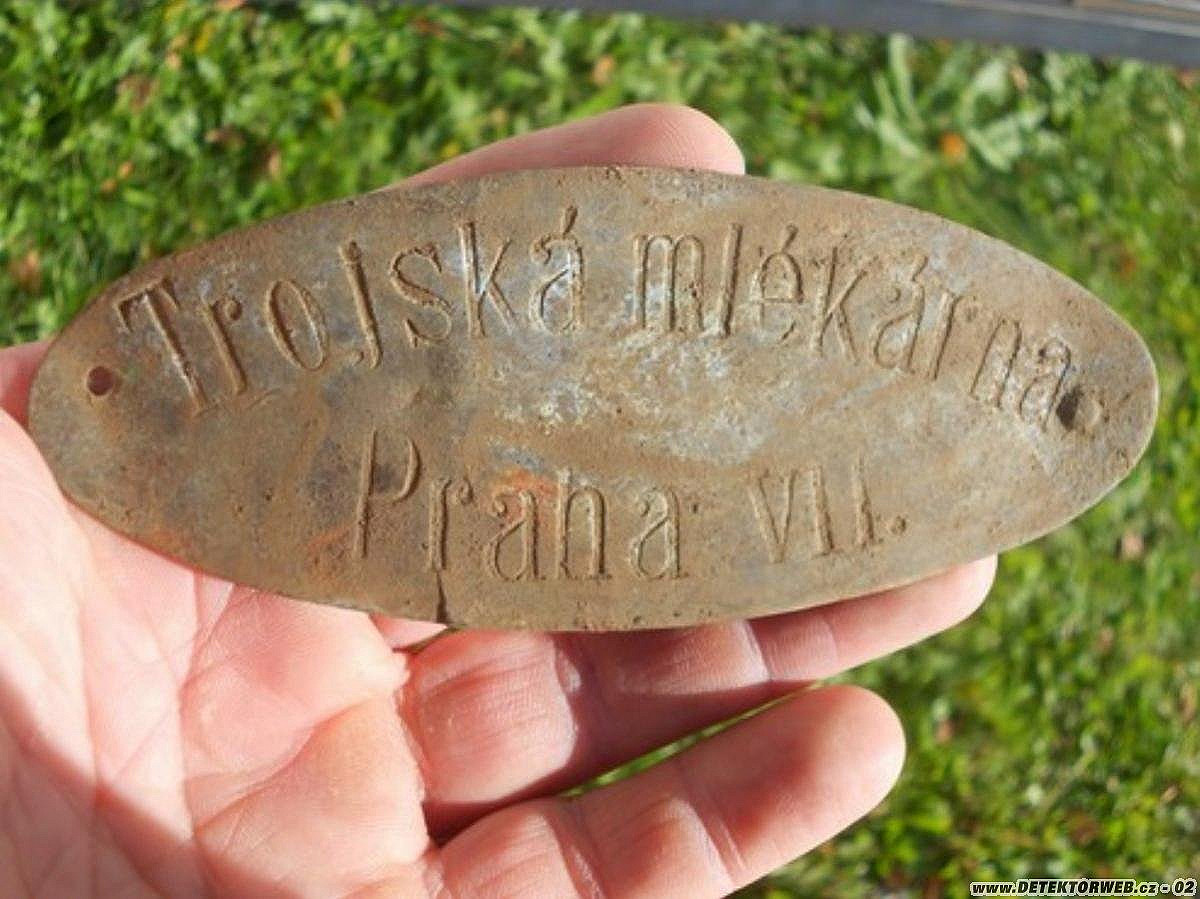 Trojská mlékárna
Praha VII.
www.DETEKTORWEB.cz - 02